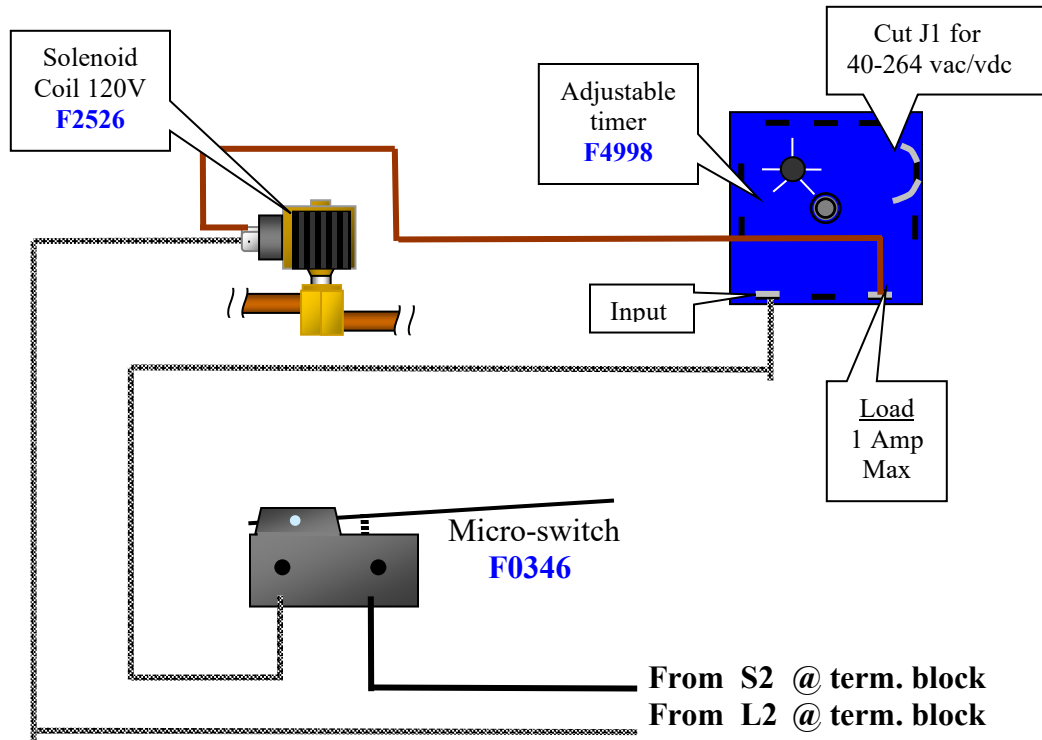 Solenoid
Coil 120V
F2526
Cut J1 for
40-264 vac/vdc
Adjustable
timer
F4998
Input
Load
1 Amp
Max
Micro-switch
F0346
From S2 @ term. block
From L2 @ term. block